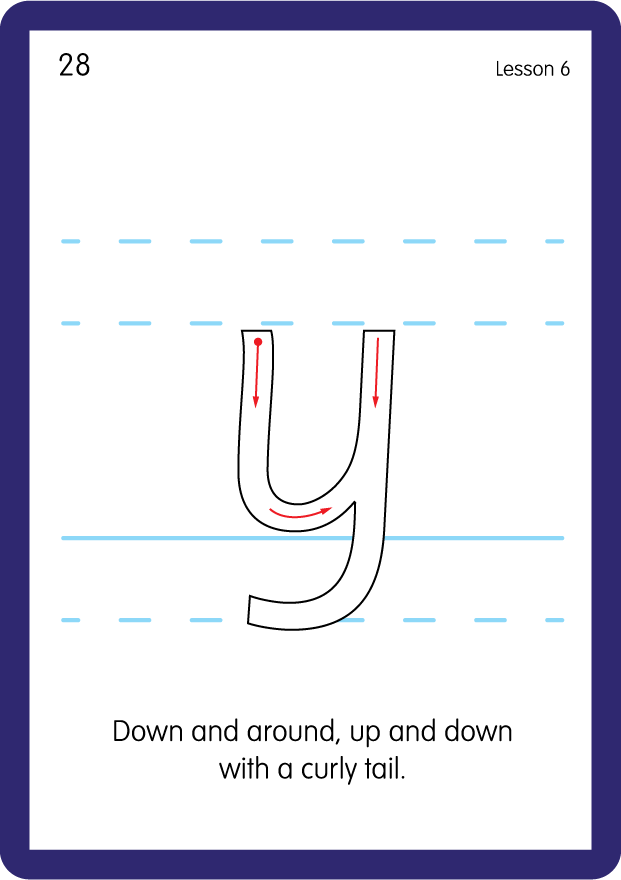 28
Lesson 6
y
Down and around, up and down
with a curly tail.